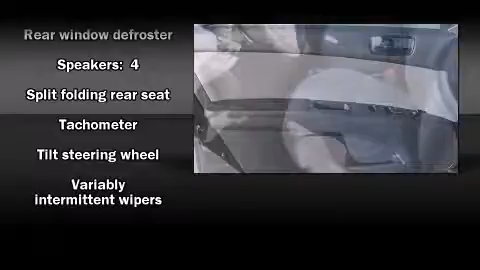 Rear window defroster
Speakers:  4
Split folding rear seat
Tachometer
Tilt steering wheel
Variably
intermittent wipers